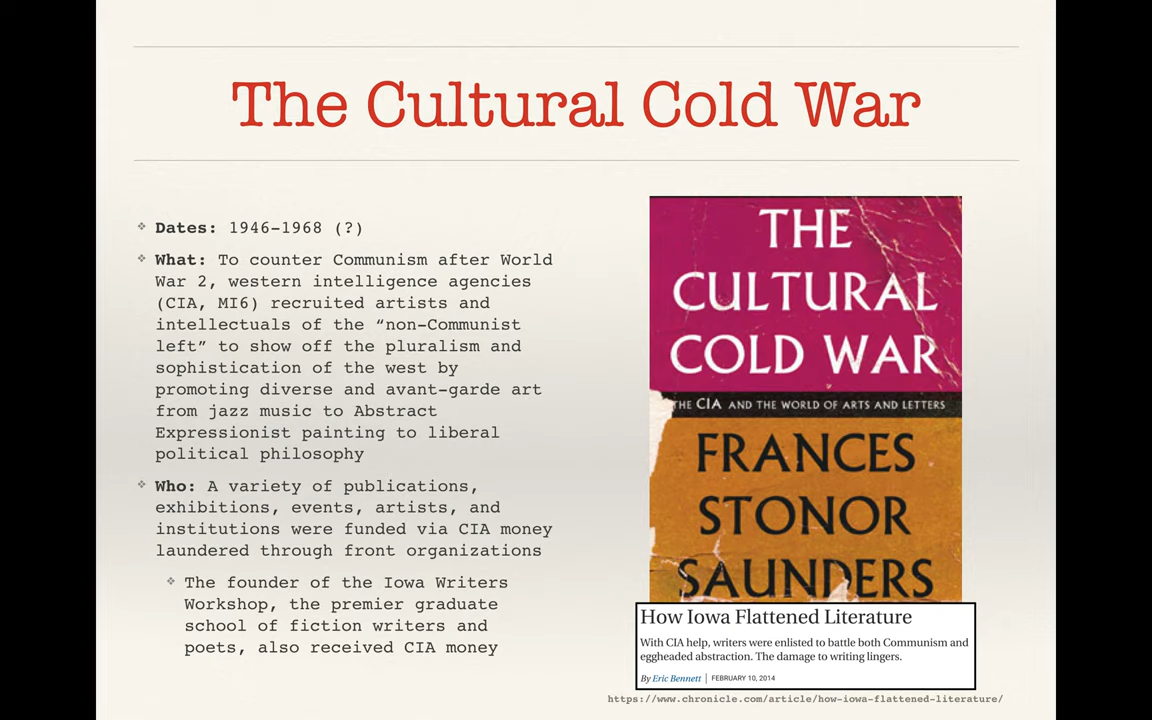 The Cultural Cold War
Dates: 1946-1968 (?)
What: To counter Communism after World
War 2, western intelligence agencies
(CIA, MI6) recruited artists and
intellectuals of the “non-Communist
left” to show off the pluralism and
sophistication of the west by
promoting diverse and avant-garde art
from jazz music to Abstract
Expressionist painting to liberal
political philosophy
Who: A variety of publications,
exhibitions, events, artists, and
institutions were funded via CIA money
laundered through front organizations
The founder of the Iowa Writers
Workshop, the premier graduate
school of fiction writers and
poets, also received CIA money
THE
CULTURAL
COLD WAR
THE CIA AND THE WORLD OF ARTS AND LETTERS
FRANCES
STONOR
SAUNDERS
How Iowa Flattened Literature
With CIA help, writers were enlisted to battle both Communism and
eggheaded abstraction. The damage to writing lingers.
By Eric Bennett | FEBRUARY 10, 2014
https://www.chronicle.com/article/how-iowa-flattened-literature/